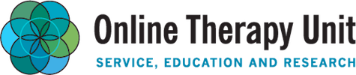 Online Therapy Unit
SERVICE, EDUCATION AND RESEARCH